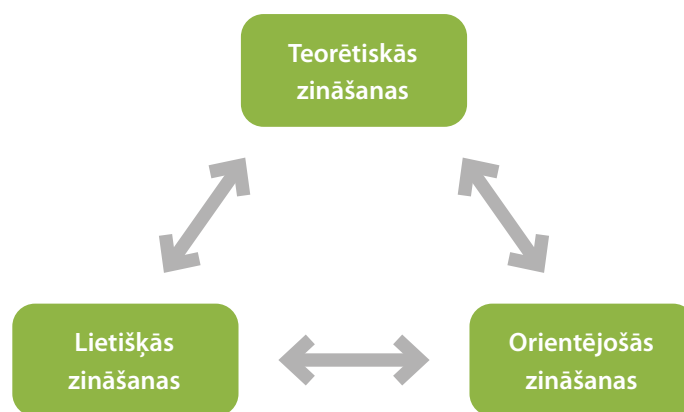 Teorētiskās
zināšanas
Lietišķās
zināšanas
Orientējošās
zināšanas